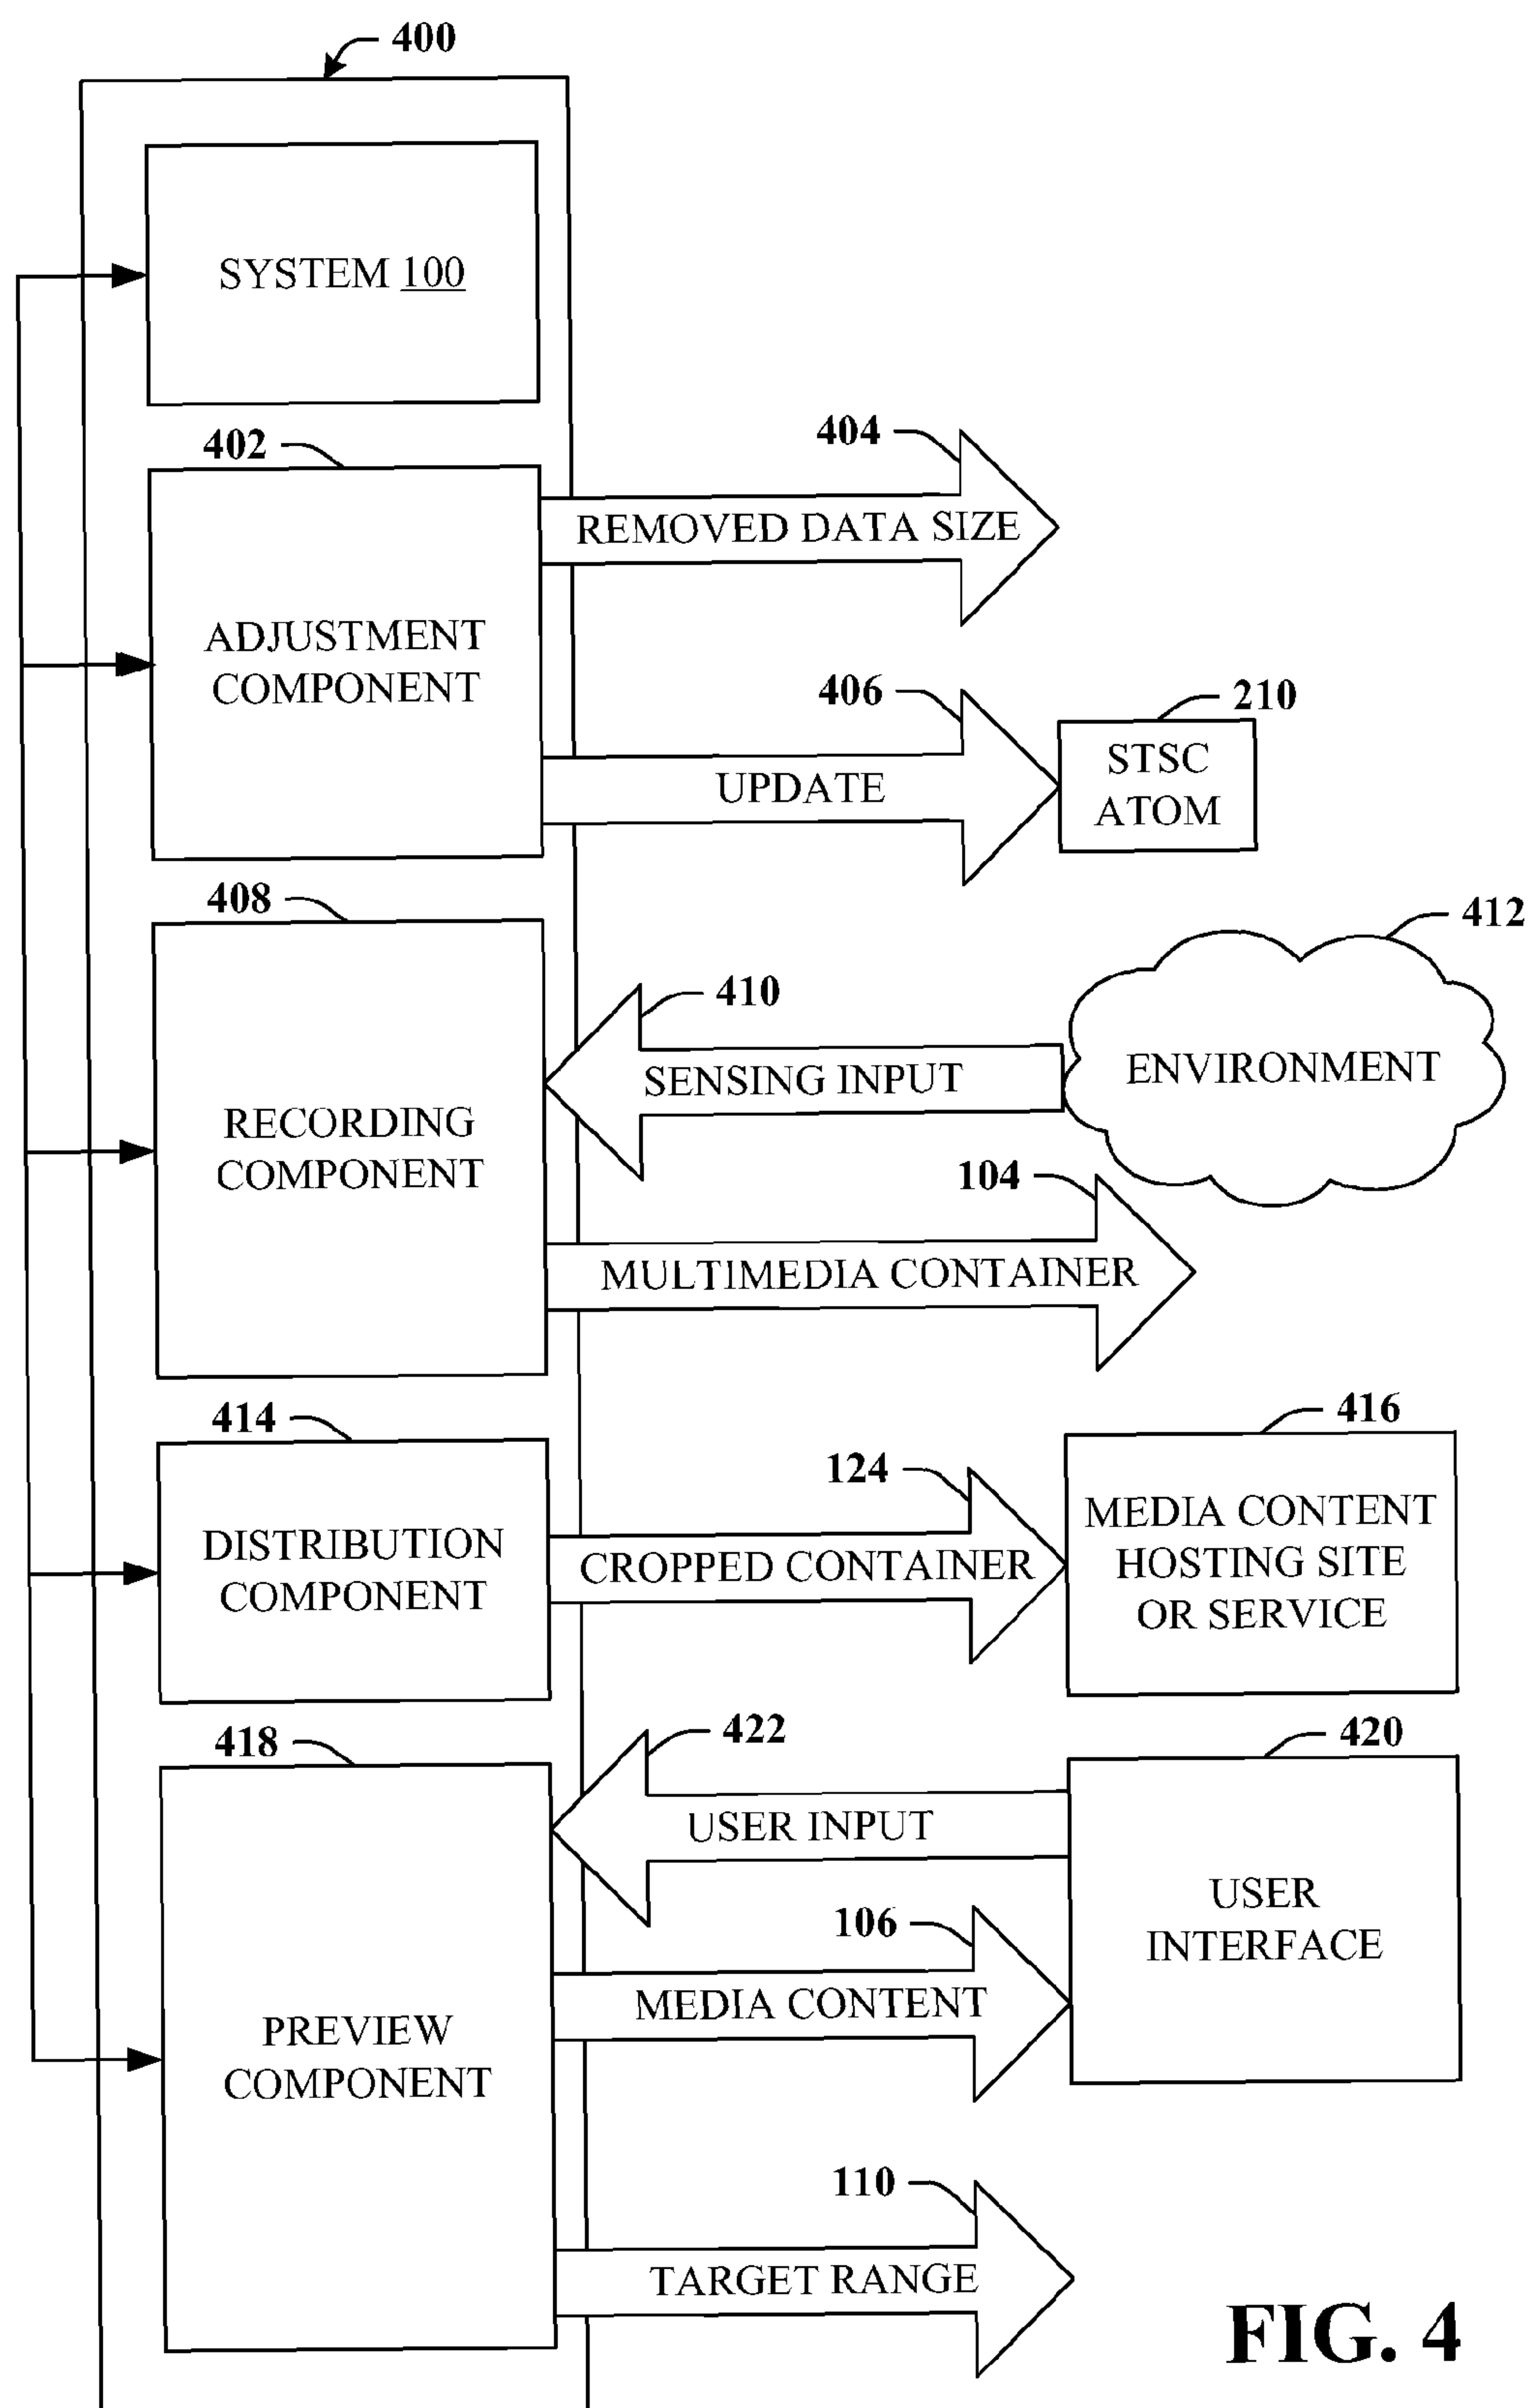 400
SYSTEM 100
402
404
REMOVED DATA SIZE
ADJUSTMENT
COMPONENT
406
210
UPDATE
STSC
ATOM
408
412
410
SENSING INPUT
ENVIRONMENT
RECORDING
COMPONENT
104
MULTIMEDIA CONTAINER
414
416
124
DISTRIBUTION
COMPONENT
CROPPED CONTAINER
MEDIA CONTENT
HOSTING SITE
OR SERVICE
418
422
420
USER INPUT
USER
INTERFACE
106
MEDIA CONTENT
PREVIEW
COMPONENT
110
TARGET RANGE
FIG. 4